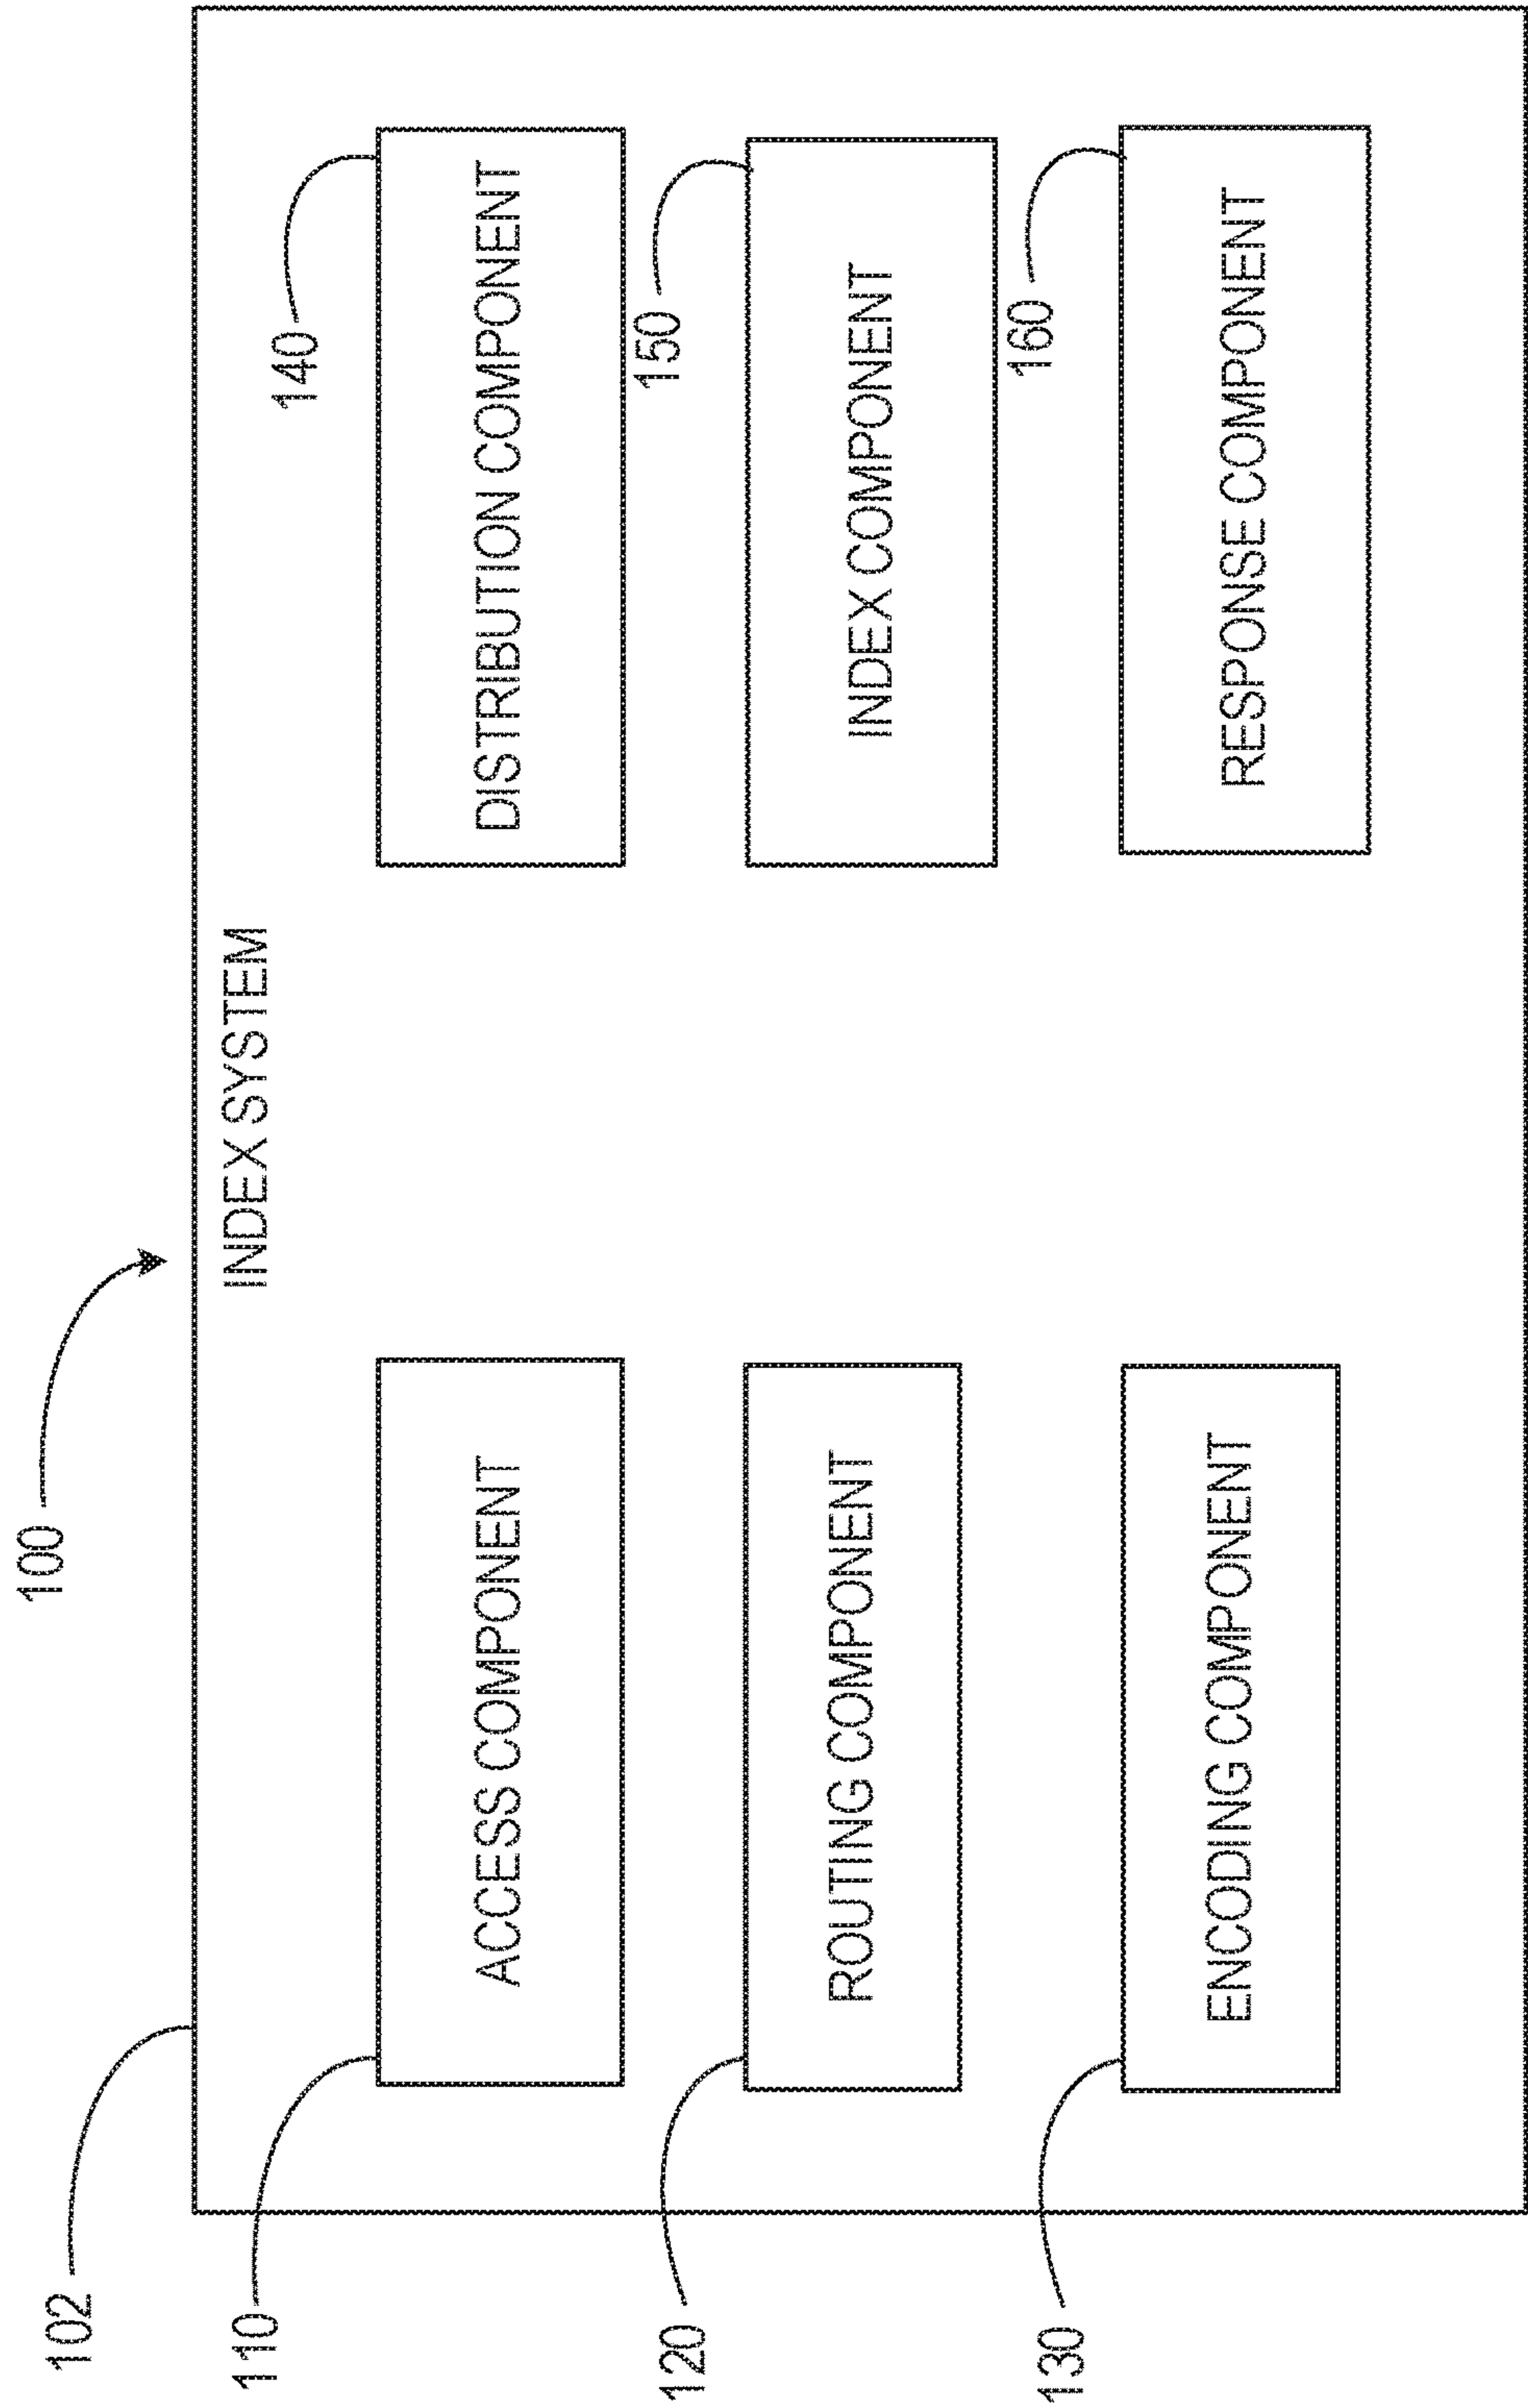 100
102
INDEX SYSTEM
110
ACCESS COMPONENT
120
ROUTING COMPONENT
130
ENCODING COMPONENT
140
DISTRIBUTION COMPONENT
150
INDEX COMPONENT
160
RESPONSE COMPONENT